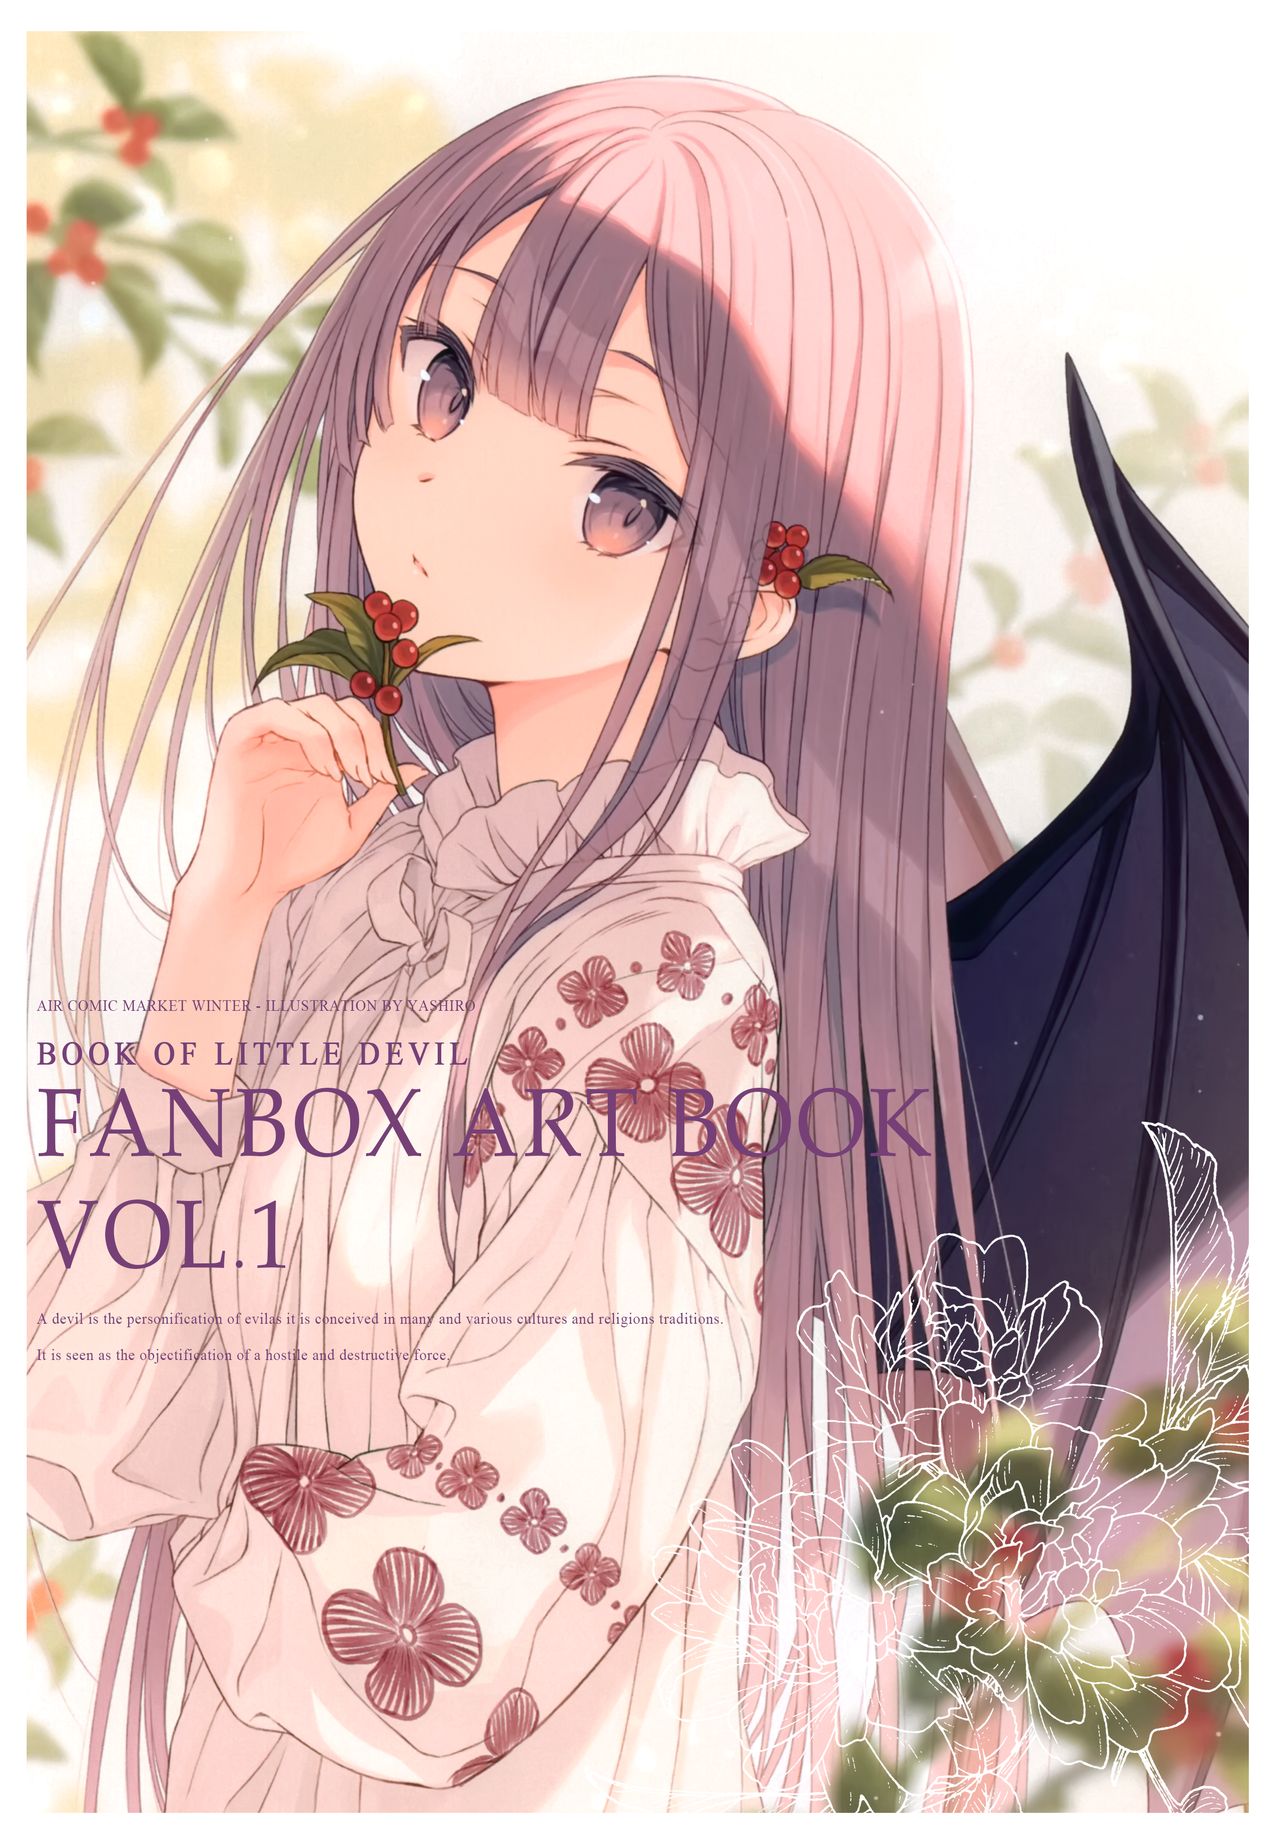 AIR COMIC MARKET WINTER - ILLUSTRATION BY YASHIRO
BOOK OF LITTLE DEVIL
FANBOX ART BOOK
VOL.1
A devil is the personification of evilas it is conceived in many and various cultures and religions traditions.
It is seen as the objectification of a hostile and destructive force.